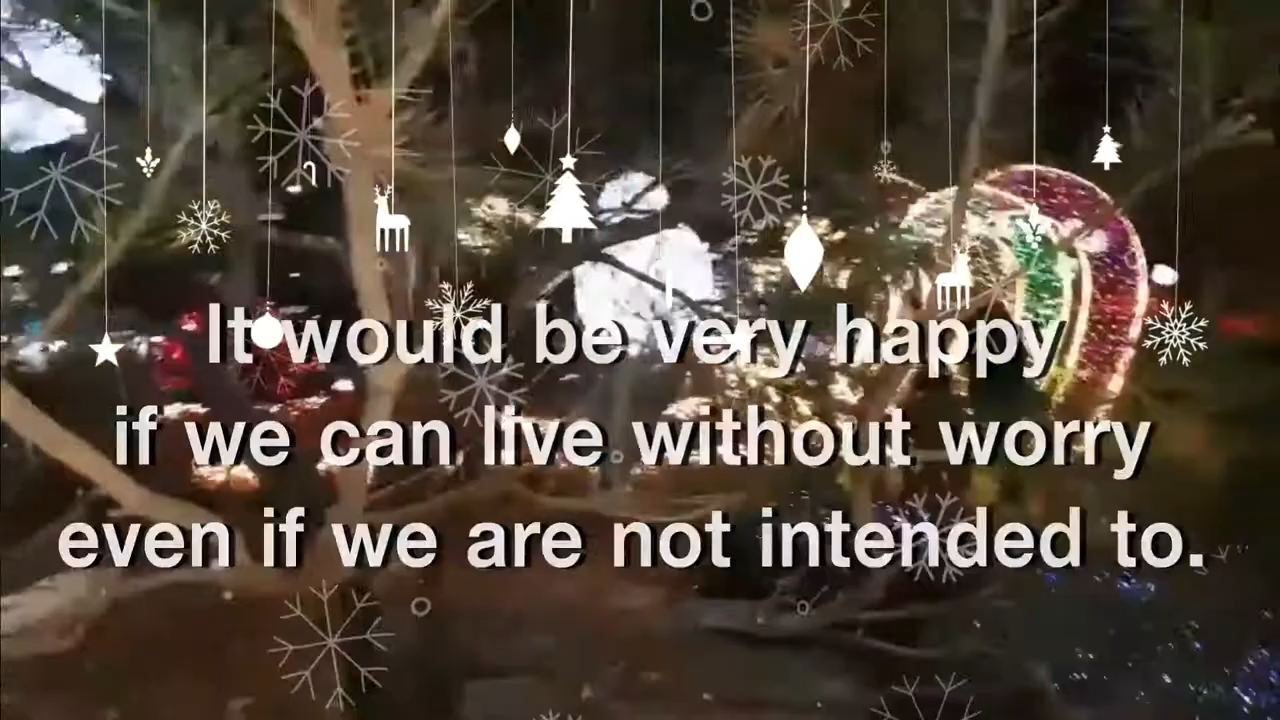 It would be very happy
if we can live without worry
even if we are not intended to.